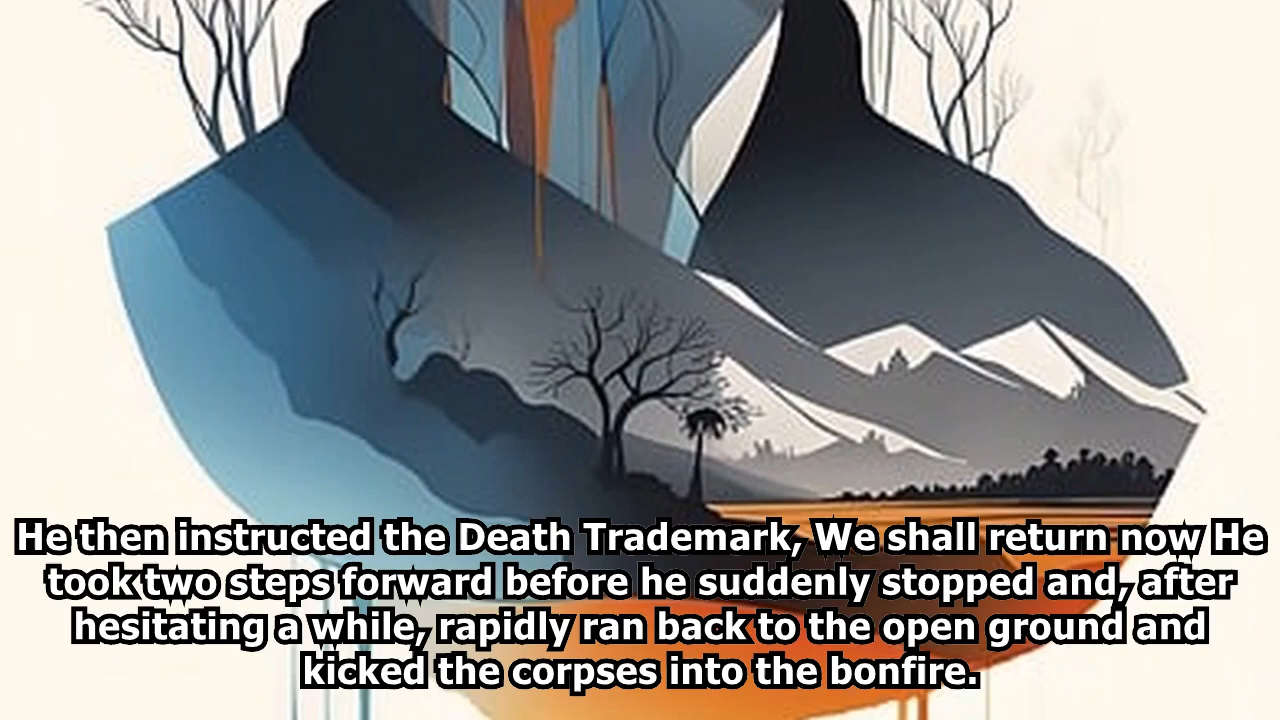 He then instructed the Death Trademark, We shall return now He
took two steps forward before he suddenly stopped and, after
hesitating a while, rapidly ran back to the open ground and
kicked the corpses into the bonfire.